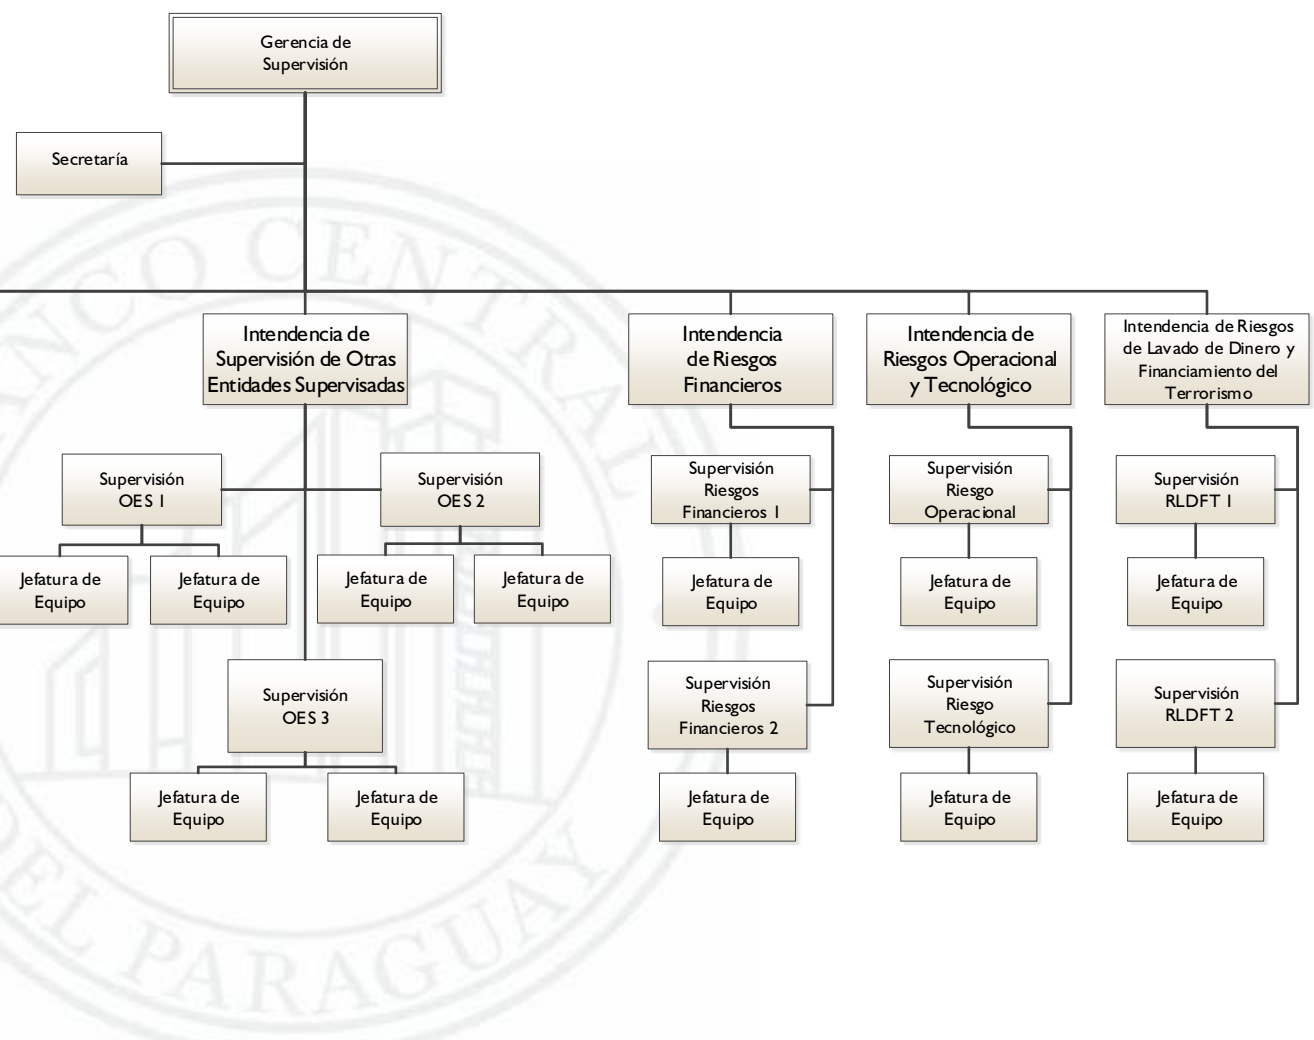 Gerencia de
Supervisión
Secretaría
Intendencia de
Supervisión de Otras
Entidades Supervisadas
Intendencia
de Riesgos
Financieros
Intendencia de
Riesgos Operacional
y Tecnológico
Intendencia de Riesgos
de Lavado de Dinero y
Financiamiento del
Terrorismo
Supervisión
OES 1
Supervisión
OES 2
Supervisión
Riesgos
Financieros 1
Supervisión
Riesgo
Operacional
Supervisión
RLDFT 1
Jefatura de
Equipo
Jefatura de
Equipo
Jefatura de
Equipo
Jefatura de
Equipo
Jefatura de
Equipo
Jefatura de
Equipo
Jefatura de
Equipo
Supervisión
OES 3
Supervisión
Riesgos
Financieros 2
Supervisión
Riesgo
Tecnológico
Supervisión
RLDFT 2
Jefatura de
Equipo
Jefatura de
Equipo
Jefatura de
Equipo
Jefatura de
Equipo
Jefatura de
Equipo
CENTRAL
DEL PARAGUAY